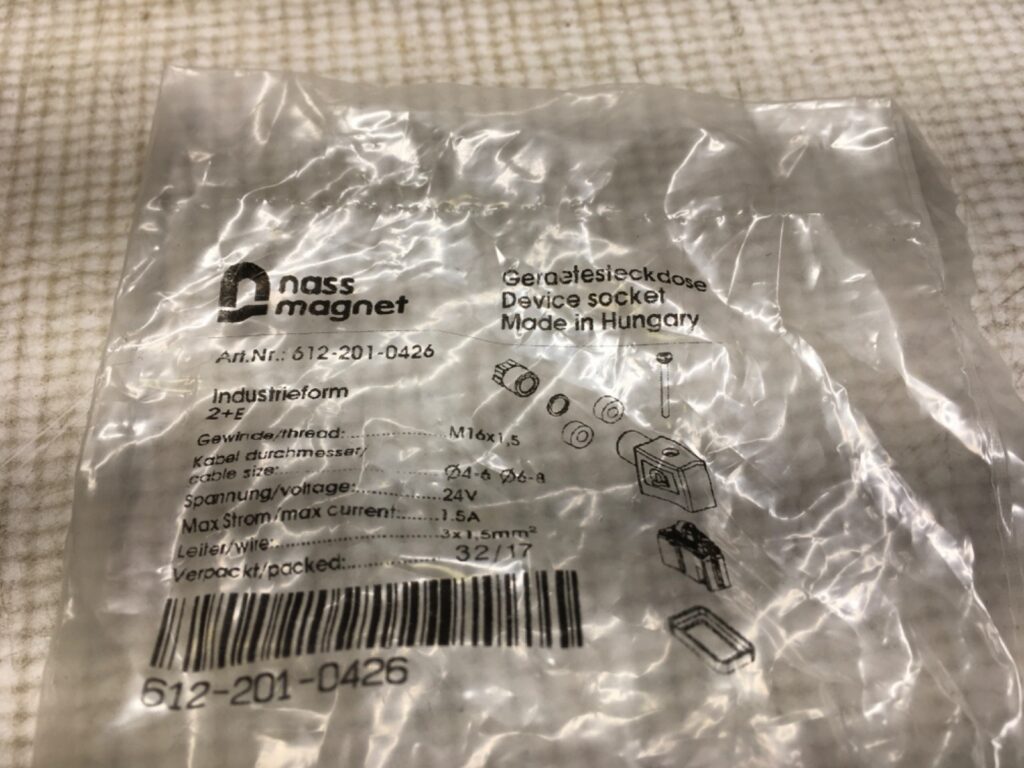 nass
magnet
Geraetesteckdose
Device socket
Made in Hungary
Art.Nr.: 612-201-0426
Industrieform
2+E
Gewinde/thread:....................M16x1,5
Kabel durchmesser/
cable size:....................Ø4-6 Ø6-8
Spannung/voltage:....................24V
Max Strom/max current:....................1.5A
Leiter/wire:....................3x1,5mm²
Verpackt/packed:....................32/17
612-201-0426